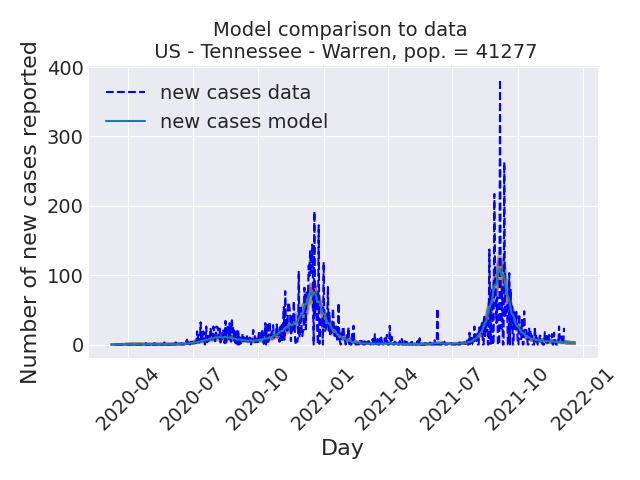 Model comparison to data
US - Tennessee - Warren, pop. = 41277
Number of new cases reported
400
300
200
100
0
new cases data
new cases model
2020-04
2020-07
2020-10
2021-01
2021-04
2021-07
2021-10
2022-01
Day